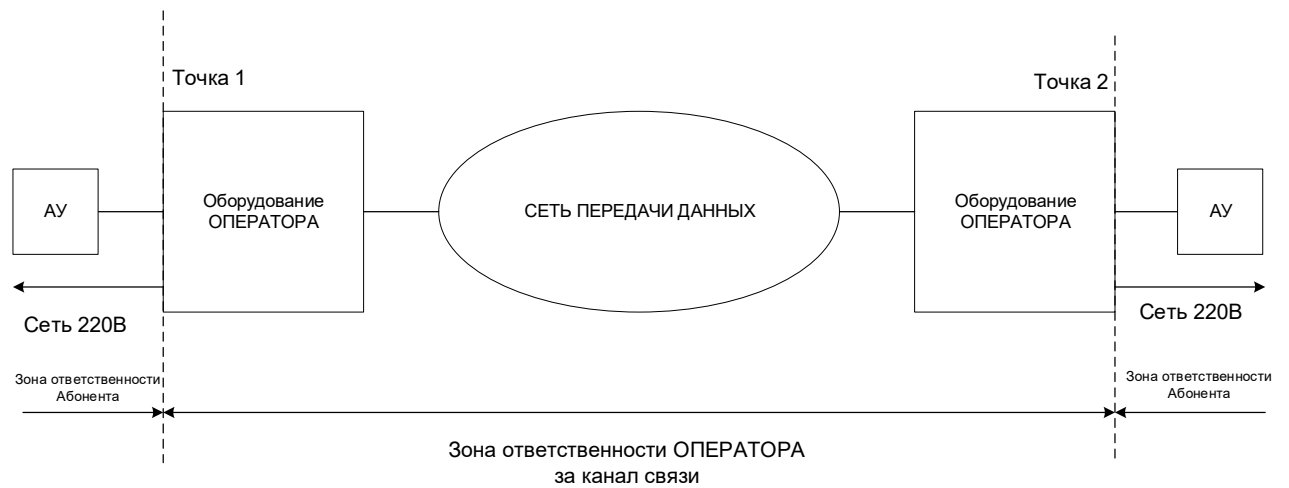 Точка 1
Точка 2
АУ
Оборудование
ОПЕРАТОРА
СЕТЬ ПЕРЕДАЧИ ДАННЫХ
Оборудование
ОПЕРАТОРА
АУ
Сеть 220В
Сеть 220В
Зона ответственности
Абонента
Зона ответственности
Абонента
Зона ответственности ОПЕРАТОРА
за канал связи